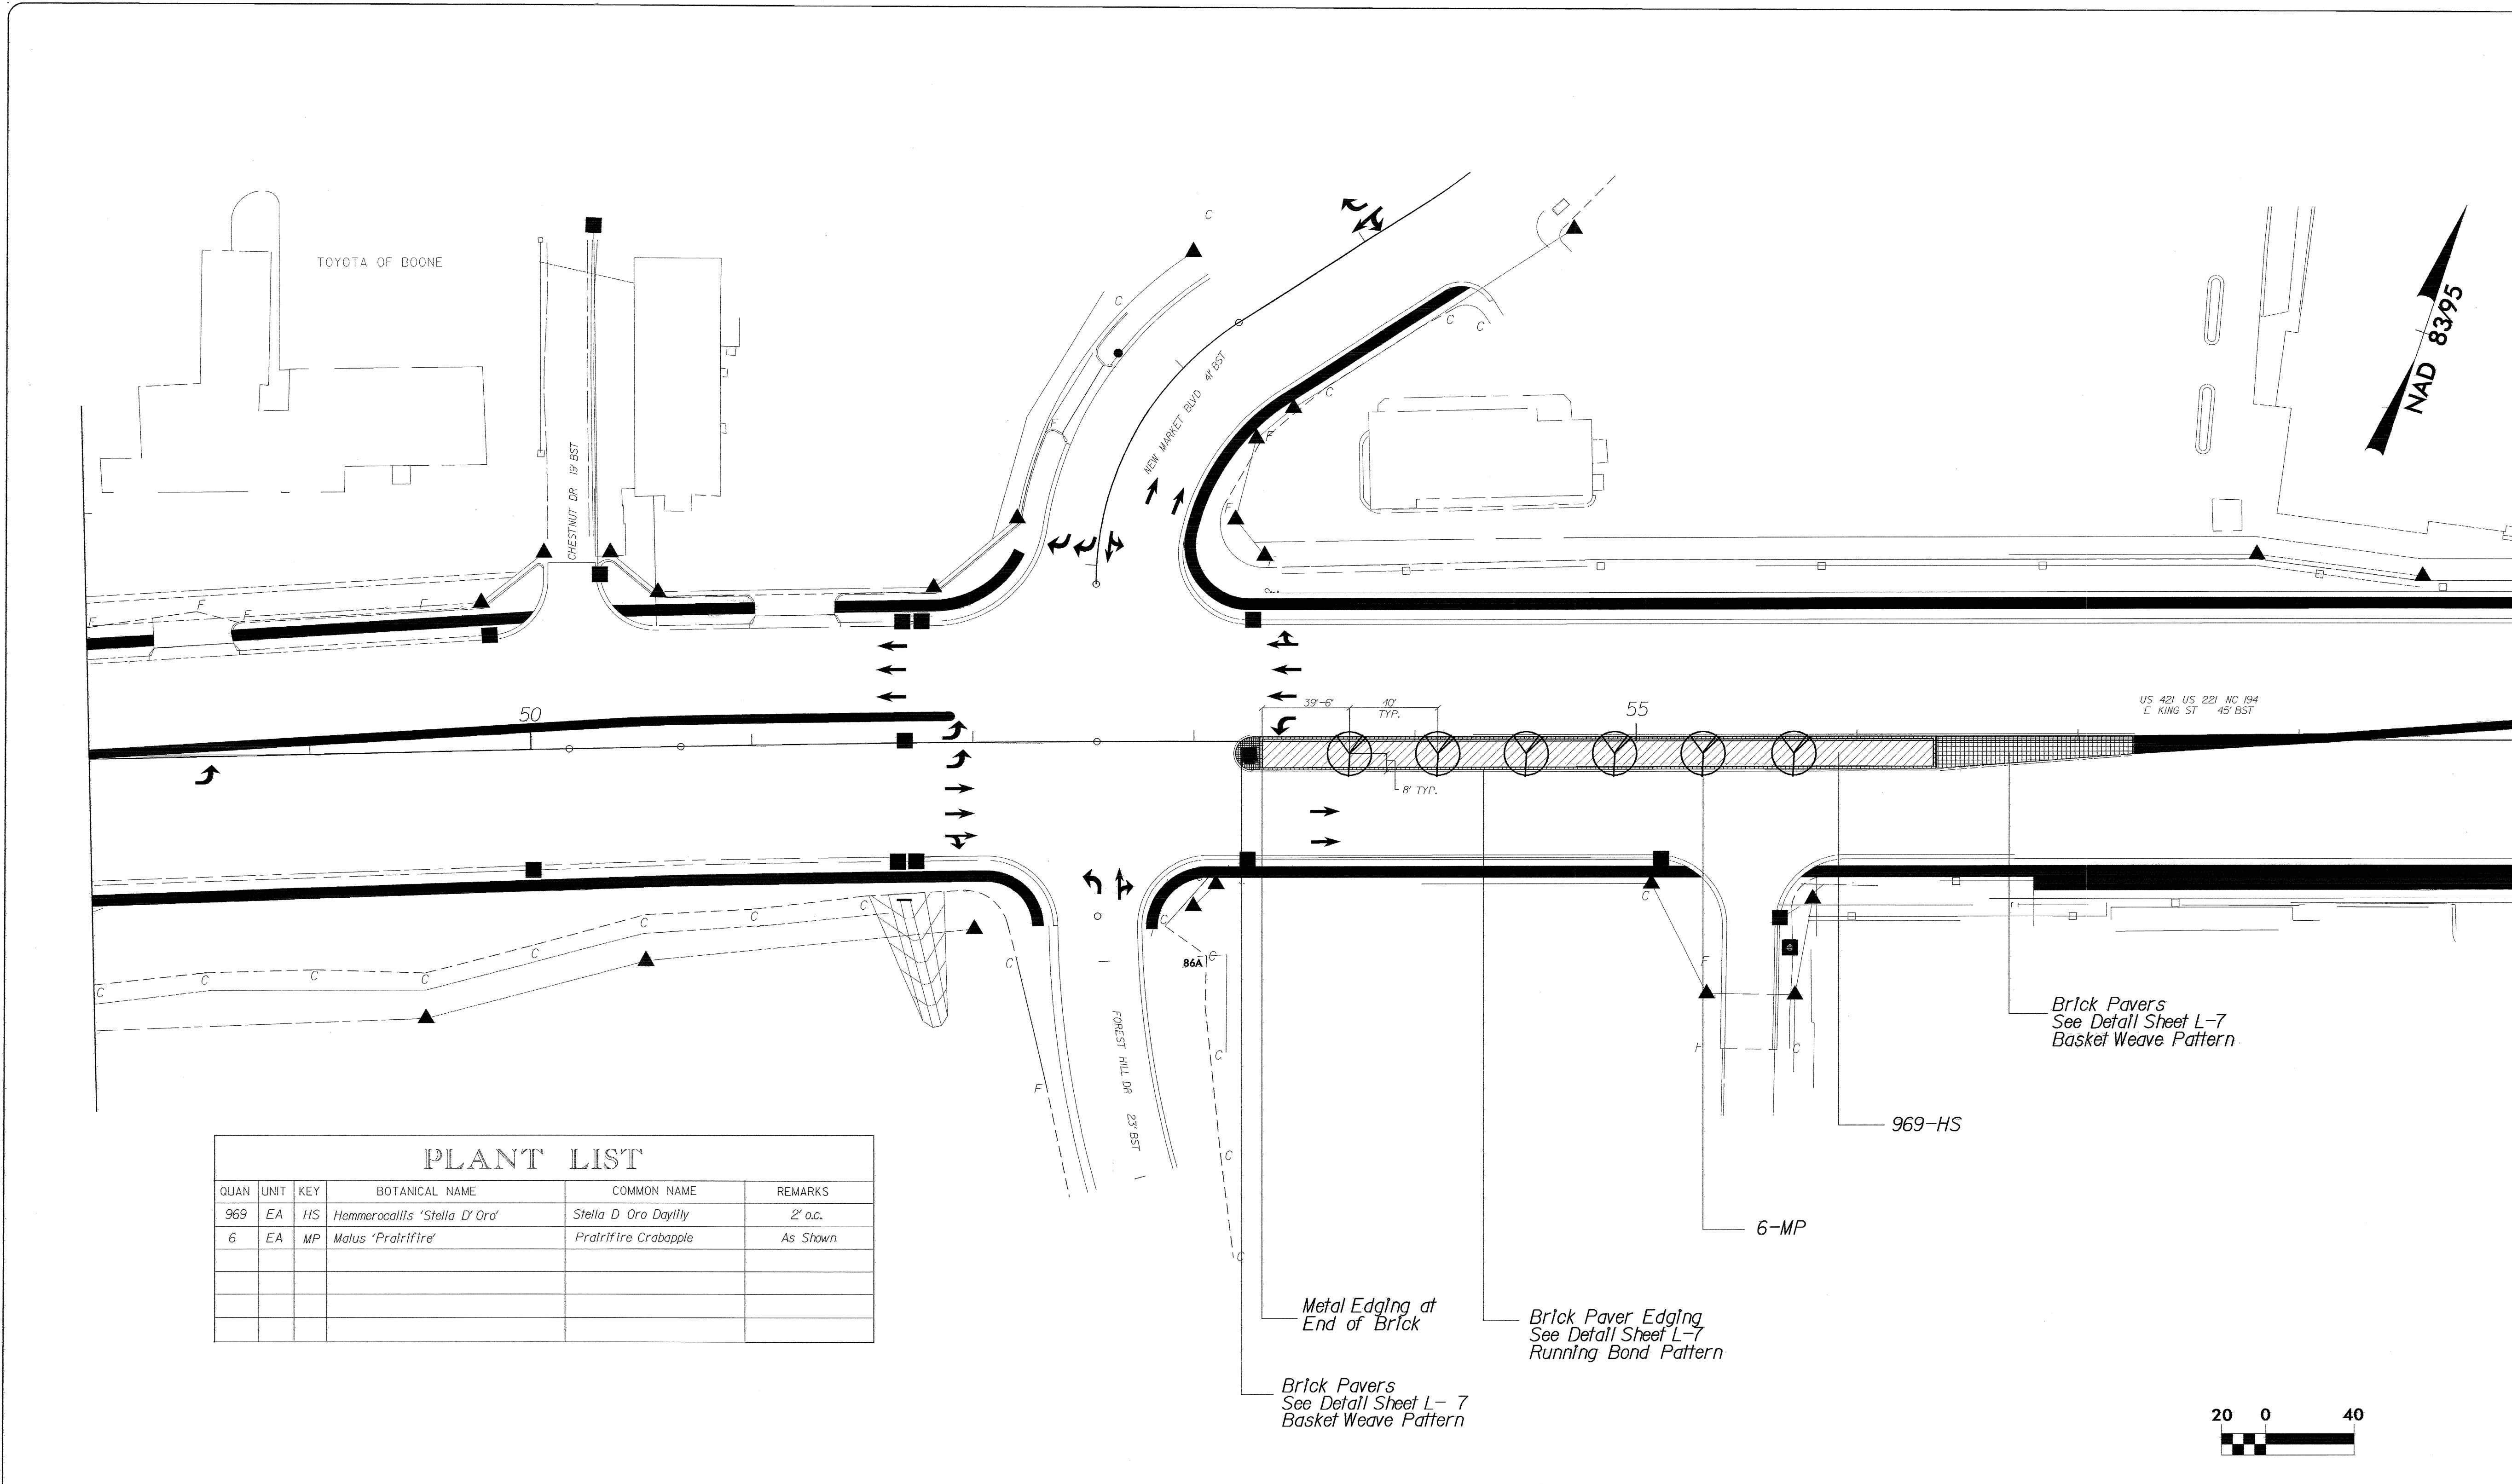 TOYOTA OF BOONE
CHESTNUT DR 19' BST
NEW MARKET BLVD 41' BST
NAD 83/95
C
C
C
C
C
F
F
F
F
F
F
50
39'-6"
40'
TYP.
55
US 421 US 221 NC 194
E KING ST 45' BST
8' TYP.
C
C
C
C
C
C
C
C
C
C
C
86A
F
F
C
FOREST HILL DR 23' BST
F
C
C
C
Brick Pavers
See Detail Sheet L-7
Basket Weave Pattern
969-HS
6-MP
PLANT LIST
QUAN UNIT KEY BOTANICAL NAME COMMON NAME REMARKS
969 EA HS Hemmerocallis 'Stella D' Oro' Stella D Oro Daylily 2' o.c.
6 EA MP Malus 'Prairifire' Prairifire Crabapple As Shown
Metal Edging at
End of Brick
Brick Paver Edging
See Detail Sheet L-7
Running Bond Pattern
Brick Pavers
See Detail Sheet L- 7
Basket Weave Pattern
20 0 40